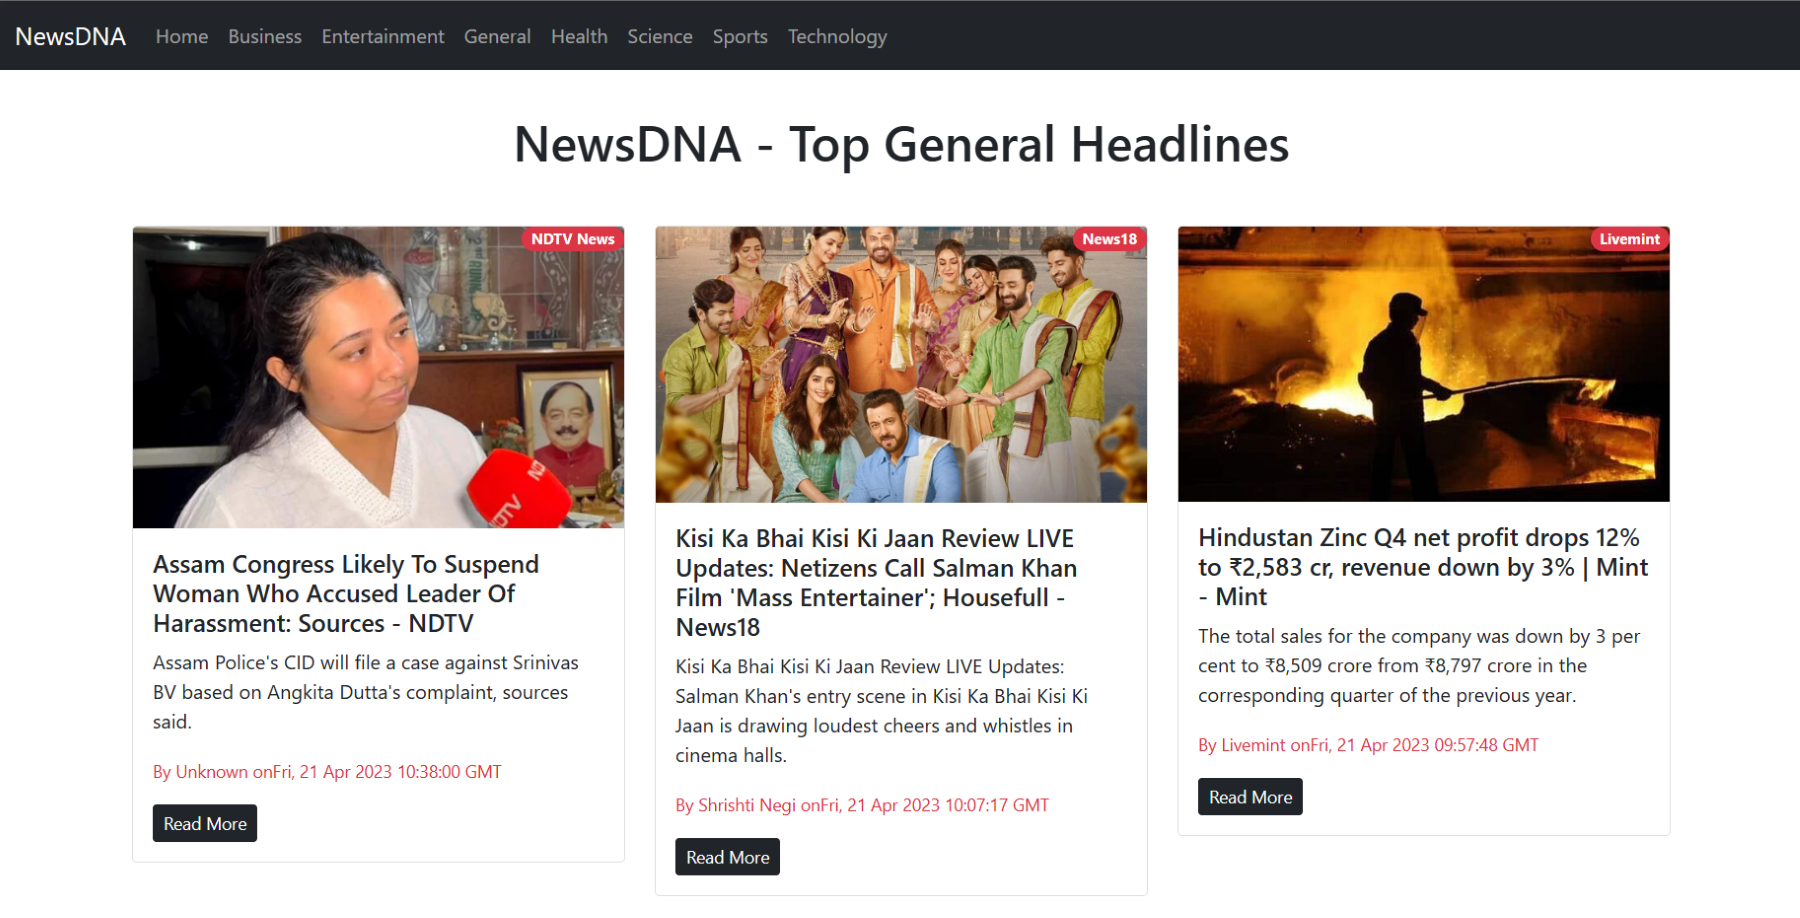 NewsDNA Home Business Entertainment General Health Science Sports Technology
NewsDNA - Top General Headlines
NDTV News
NDTV
Assam Congress Likely To Suspend
Woman Who Accused Leader Of
Harassment: Sources - NDTV
Assam Police's CID will file a case against Srinivas
BV based on Angkita Dutta's complaint, sources
said.
By Unknown onFri, 21 Apr 2023 10:38:00 GMT
Read More
News18
Kisi Ka Bhai Kisi Ki Jaan Review LIVE
Updates: Netizens Call Salman Khan
Film 'Mass Entertainer'; Housefull -
News18
Kisi Ka Bhai Kisi Ki Jaan Review LIVE Updates:
Salman Khan's entry scene in Kisi Ka Bhai Kisi Ki
Jaan is drawing loudest cheers and whistles in
cinema halls.
By Shrishti Negi onFri, 21 Apr 2023 10:07:17 GMT
Read More
Livemint
Hindustan Zinc Q4 net profit drops 12%
to ₹2,583 cr, revenue down by 3% | Mint
- Mint
The total sales for the company was down by 3 per
cent to ₹8,509 crore from ₹8,797 crore in the
corresponding quarter of the previous year.
By Livemint onFri, 21 Apr 2023 09:57:48 GMT
Read More